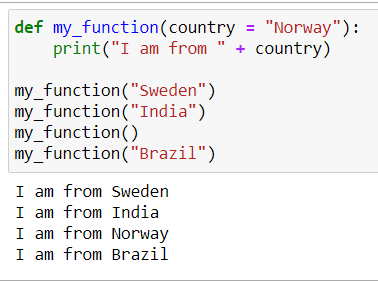 def my_function(country = "Norway"):
    print("I am from " + country)
my_function("Sweden")
my_function("India")
my_function()
my_function("Brazil")
I am from Sweden
I am from India
I am from Norway
I am from Brazil